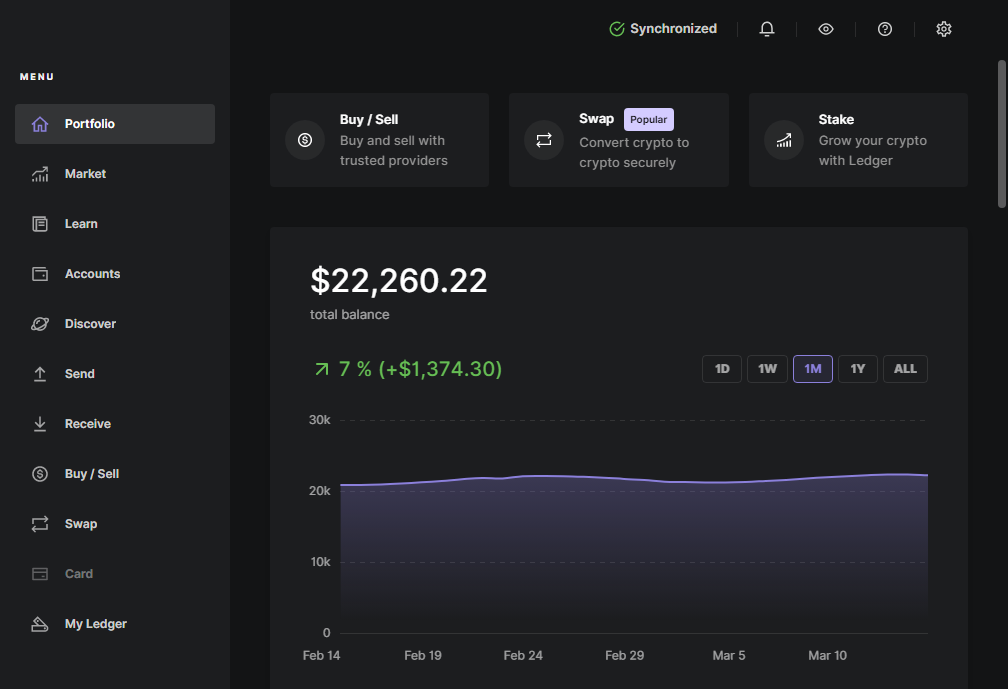 Synchronized
MENU
Portfolio
Market
Learn
Accounts
Discover
Send
Receive
Buy / Sell
Swap
Card
My Ledger
Buy / Sell
Buy and sell with
trusted providers
Swap Popular
Convert crypto to
crypto securely
Stake
Grow your crypto
with Ledger
$22,260.22
total balance
7 % (+$1,374.30)
1D 1W 1M 1Y ALL
30k
20k
10k
0
Feb 14 Feb 19 Feb 24 Feb 29 Mar 5 Mar 10